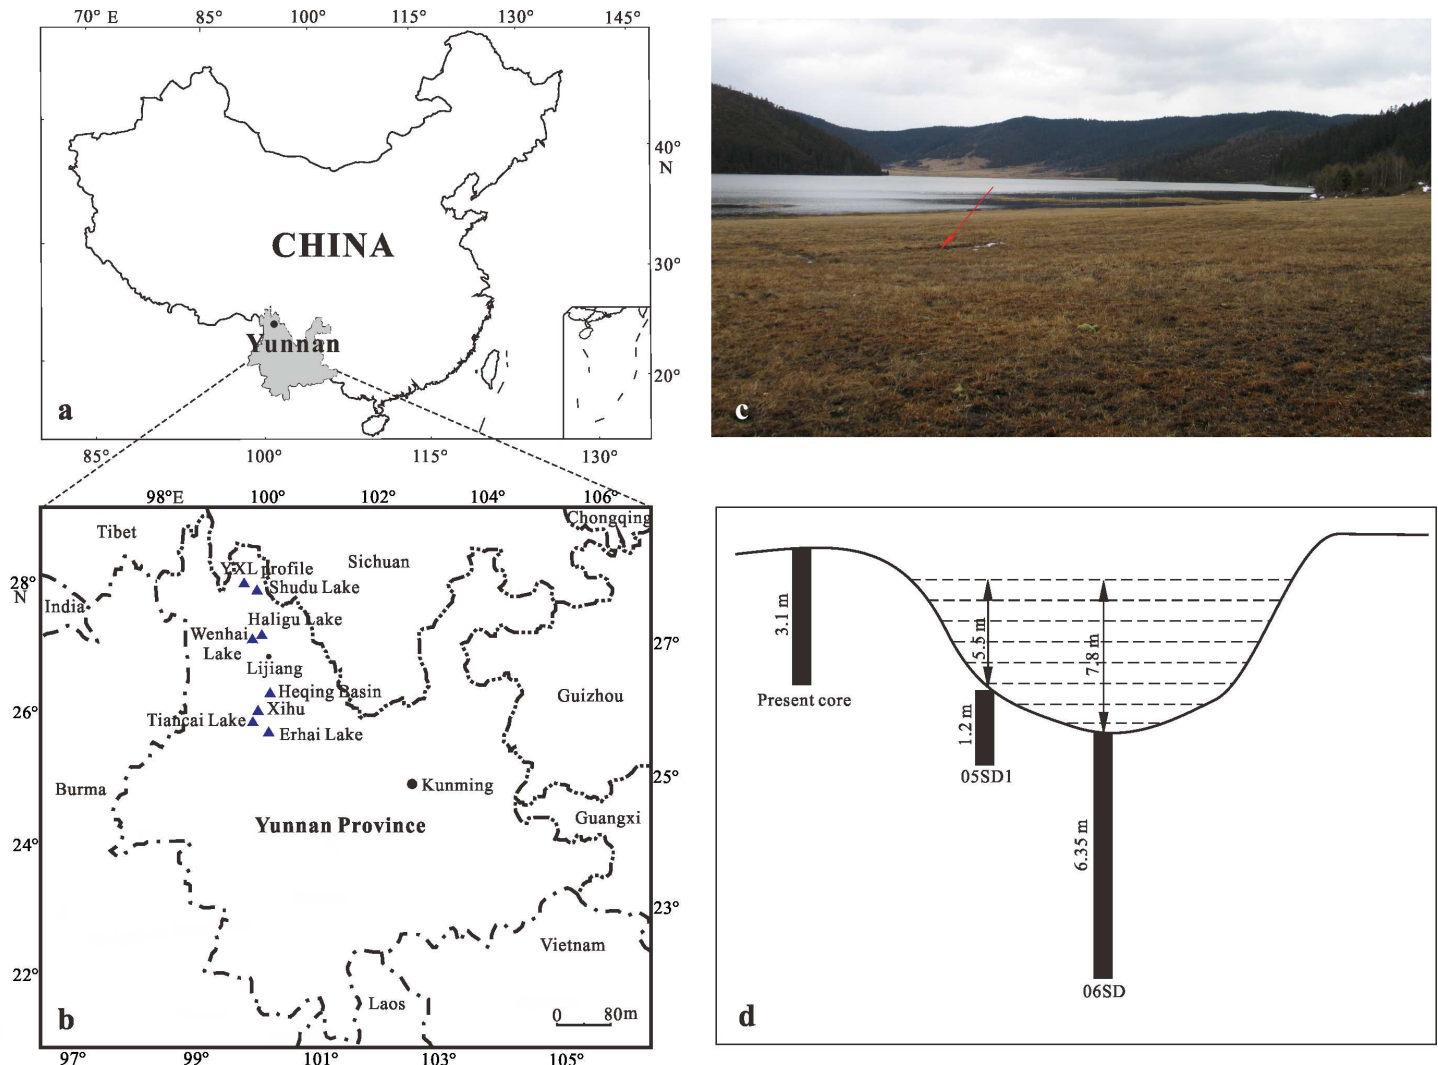 70° E 85° 100° 115° 130° 145°
40°
N
CHINA
30°
Yunnan
20°
a
85° 100° 115° 130°
c
98°E 100° 102° 104° 106°
Chongqing
Tibet
Sichuan
YXL profile
28°
N
Shudu Lake
India
Haligu Lake
Wenhai
Lake
27°
Lijiang
Heqing Basin
Guizhou
Xihu
26°
Tiancai Lake
Erhai Lake
25°
Burma
Kunming
Guangxi
Yunnan Province
24°
23°
Vietnam
22°
Laos
0 80m
b
97° 99° 101° 103° 105°
3.1 m
5.5 m
7.8 m
Present core
1.2 m
05SD1
6.35 m
06SD
d